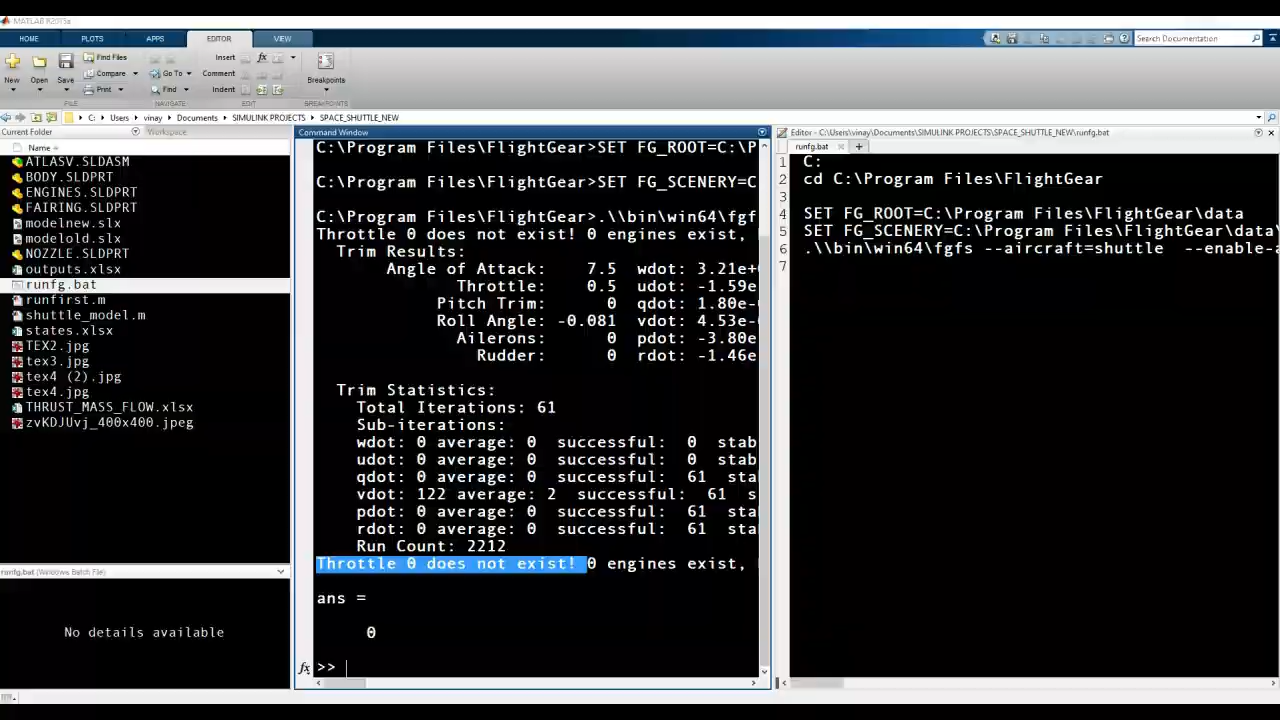 MATLAB R2015a
HOME PLOTS APPS EDITOR VIEW
Search Documentation
New Open Save
Find Files
Compare
Print
Go To
Find
Insert
Comment
Indent
fx
Breakpoints
FILE NAVIGATE EDIT BREAKPOINTS
C: Users vinay Documents SIMULINK PROJECTS SPACE_SHUTTLE_NEW
Current Folder Workspace
Name
ATLASV.SLDASM
BODY.SLDPRT
ENGINES.SLDPRT
FAIRING.SLDPRT
modelnew.slx
modelold.slx
NOZZLE.SLDPRT
outputs.xlsx
runfg.bat
runfirst.m
shuttle_model.m
states.xlsx
TEX2.jpg
tex3.jpg
tex4 (2).jpg
tex4.jpg
THRUST_MASS_FLOW.xlsx
zvKDJUvj_400x400.jpeg
runfg.bat (Windows Batch File)
No details available
Command Window
C:\Program Files\FlightGear>SET FG_ROOT=C:\P
C:\Program Files\FlightGear>SET FG_SCENERY=C
C:\Program Files\FlightGear>.\\bin\win64\fgf
Throttle 0 does not exist! 0 engines exist,
Trim Results:
Angle of Attack: 7.5 wdot: 3.21e+
Throttle: 0.5 udot: -1.59e
Pitch Trim: 0 qdot: 1.80e-
Roll Angle: -0.081 vdot: 4.53e-
Ailerons: 0 pdot: -3.80e
Rudder: 0 rdot: -1.46e
Trim Statistics:
Total Iterations: 61
Sub-iterations:
wdot: 0 average: 0 successful: 0 stab
udot: 0 average: 0 successful: 0 stab
qdot: 0 average: 0 successful: 61 sta
vdot: 122 average: 2 successful: 61 s
pdot: 0 average: 0 successful: 61 sta
rdot: 0 average: 0 successful: 61 sta
Run Count: 2212
Throttle 0 does not exist! 0 engines exist,
ans =
0
fx >>
Editor - C:\Users\vinay\Documents\SIMULINK PROJECTS\SPACE_SHUTTLE_NEW\runfg.bat
runfg.bat
1 C:
2 cd C:\Program Files\FlightGear
3
4 SET FG_ROOT=C:\Program Files\FlightGear\data
5 SET FG_SCENERY=C:\Program Files\FlightGear\data\
6 .\\bin\win64\fgfs --aircraft=shuttle --enable-a
7